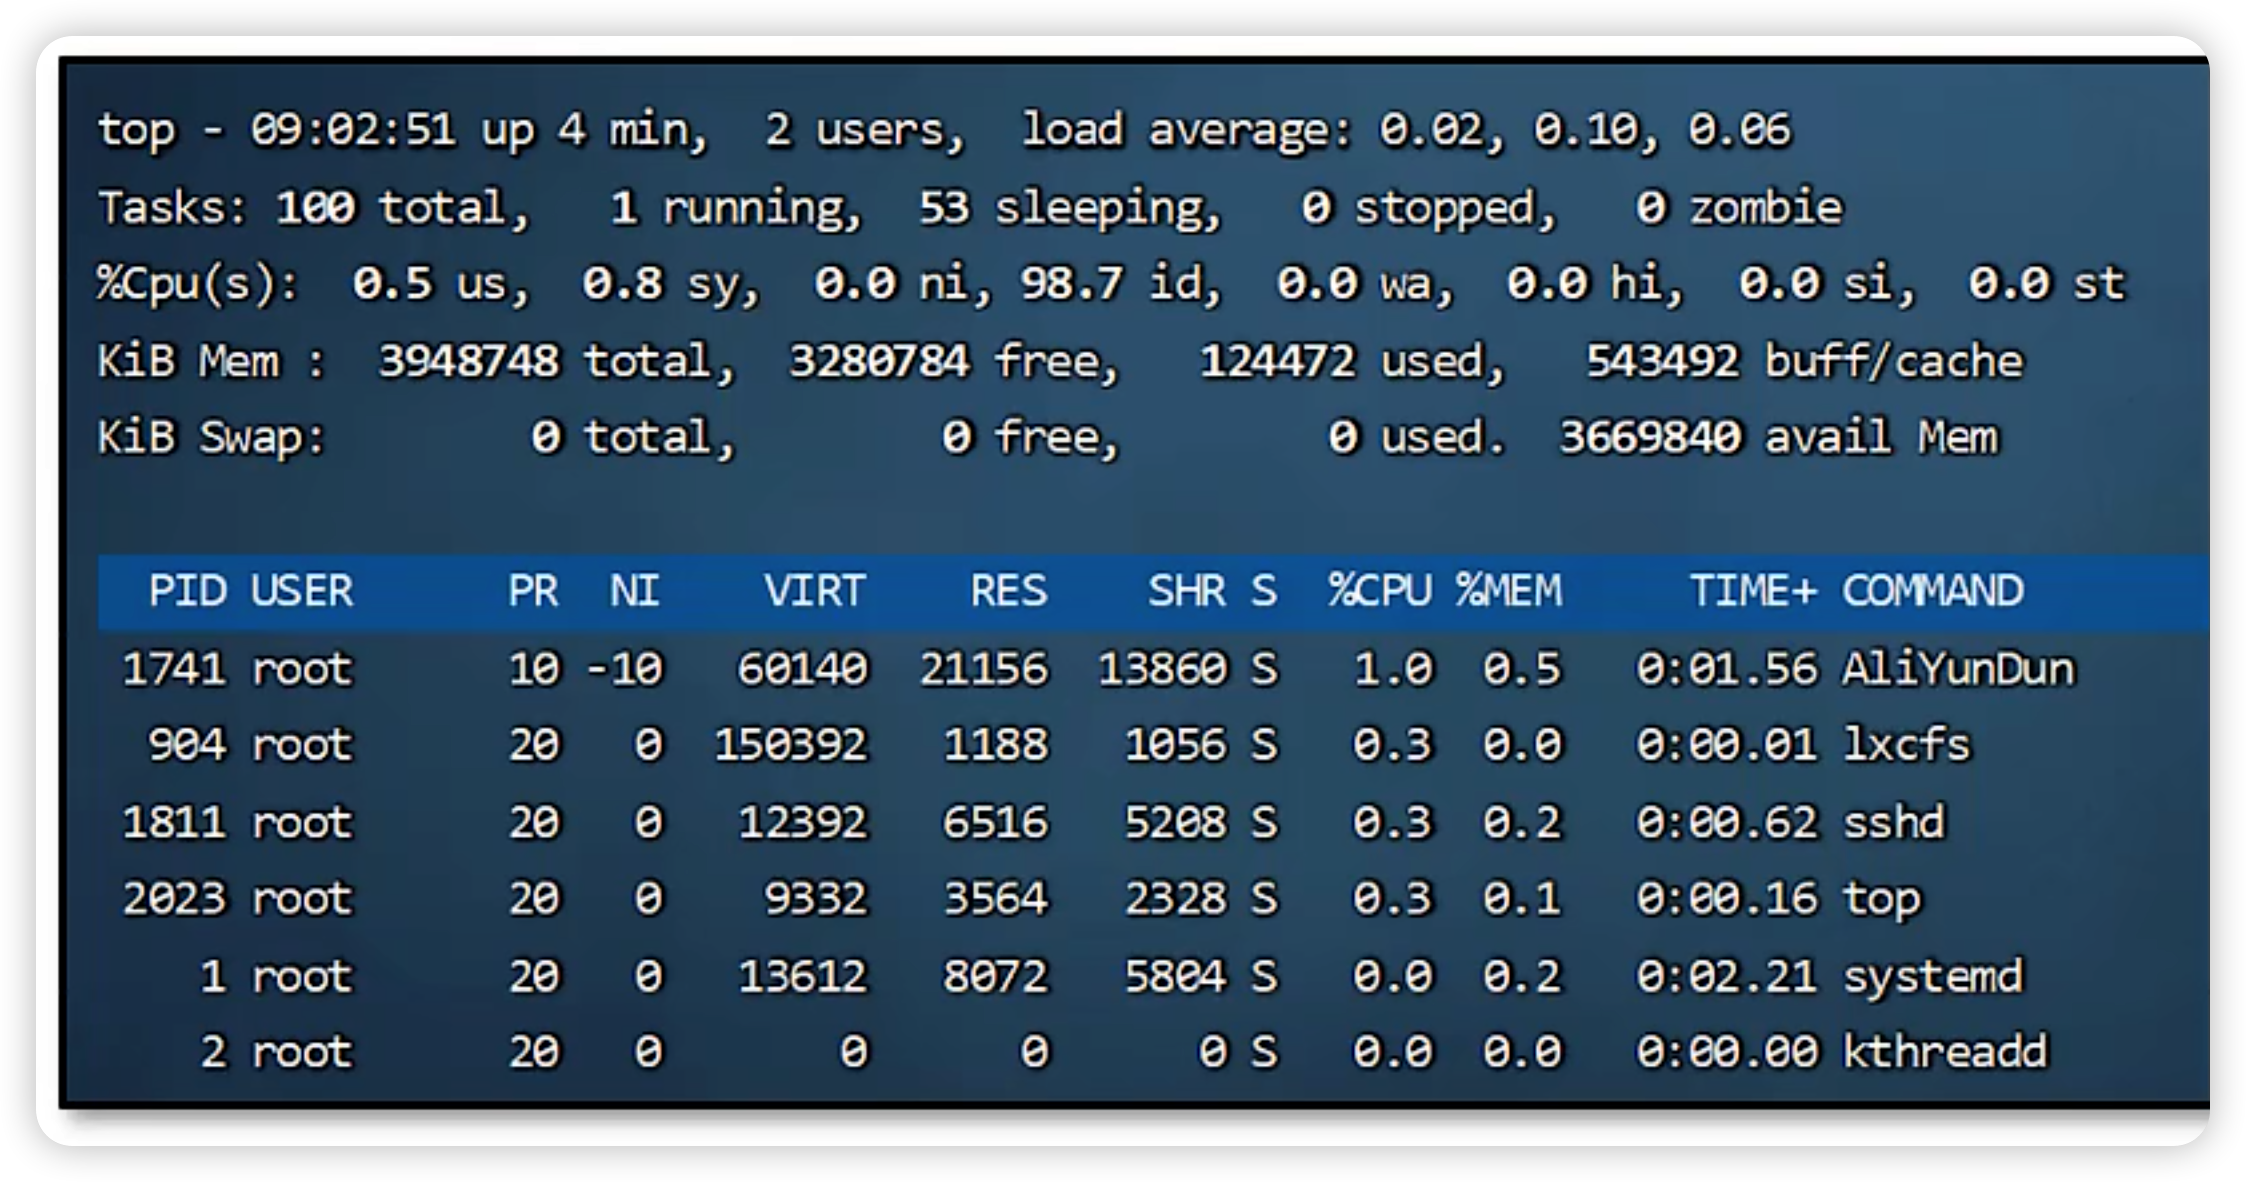 top - 09:02:51 up 4 min,  2 users,  load average: 0.02, 0.10, 0.06
Tasks: 100 total,   1 running,  53 sleeping,   0 stopped,   0 zombie
%Cpu(s):  0.5 us,  0.8 sy,  0.0 ni, 98.7 id,  0.0 wa,  0.0 hi,  0.0 si,  0.0 st
KiB Mem :  3948748 total,  3280784 free,   124472 used,   543492 buff/cache
KiB Swap:        0 total,        0 free,        0 used.  3669840 avail Mem
  PID USER      PR  NI    VIRT    RES    SHR S  %CPU %MEM     TIME+ COMMAND
 1741 root      10 -10   60140  21156  13860 S   1.0  0.5   0:01.56 AliYunDun
  904 root      20   0  150392   1188   1056 S   0.3  0.0   0:00.01 lxcfs
 1811 root      20   0   12392   6516   5208 S   0.3  0.2   0:00.62 sshd
 2023 root      20   0    9332   3564   2328 S   0.3  0.1   0:00.16 top
    1 root      20   0   13612   8072   5804 S   0.0  0.2   0:02.21 systemd
    2 root      20   0       0      0      0 S   0.0  0.0   0:00.00 kthreadd